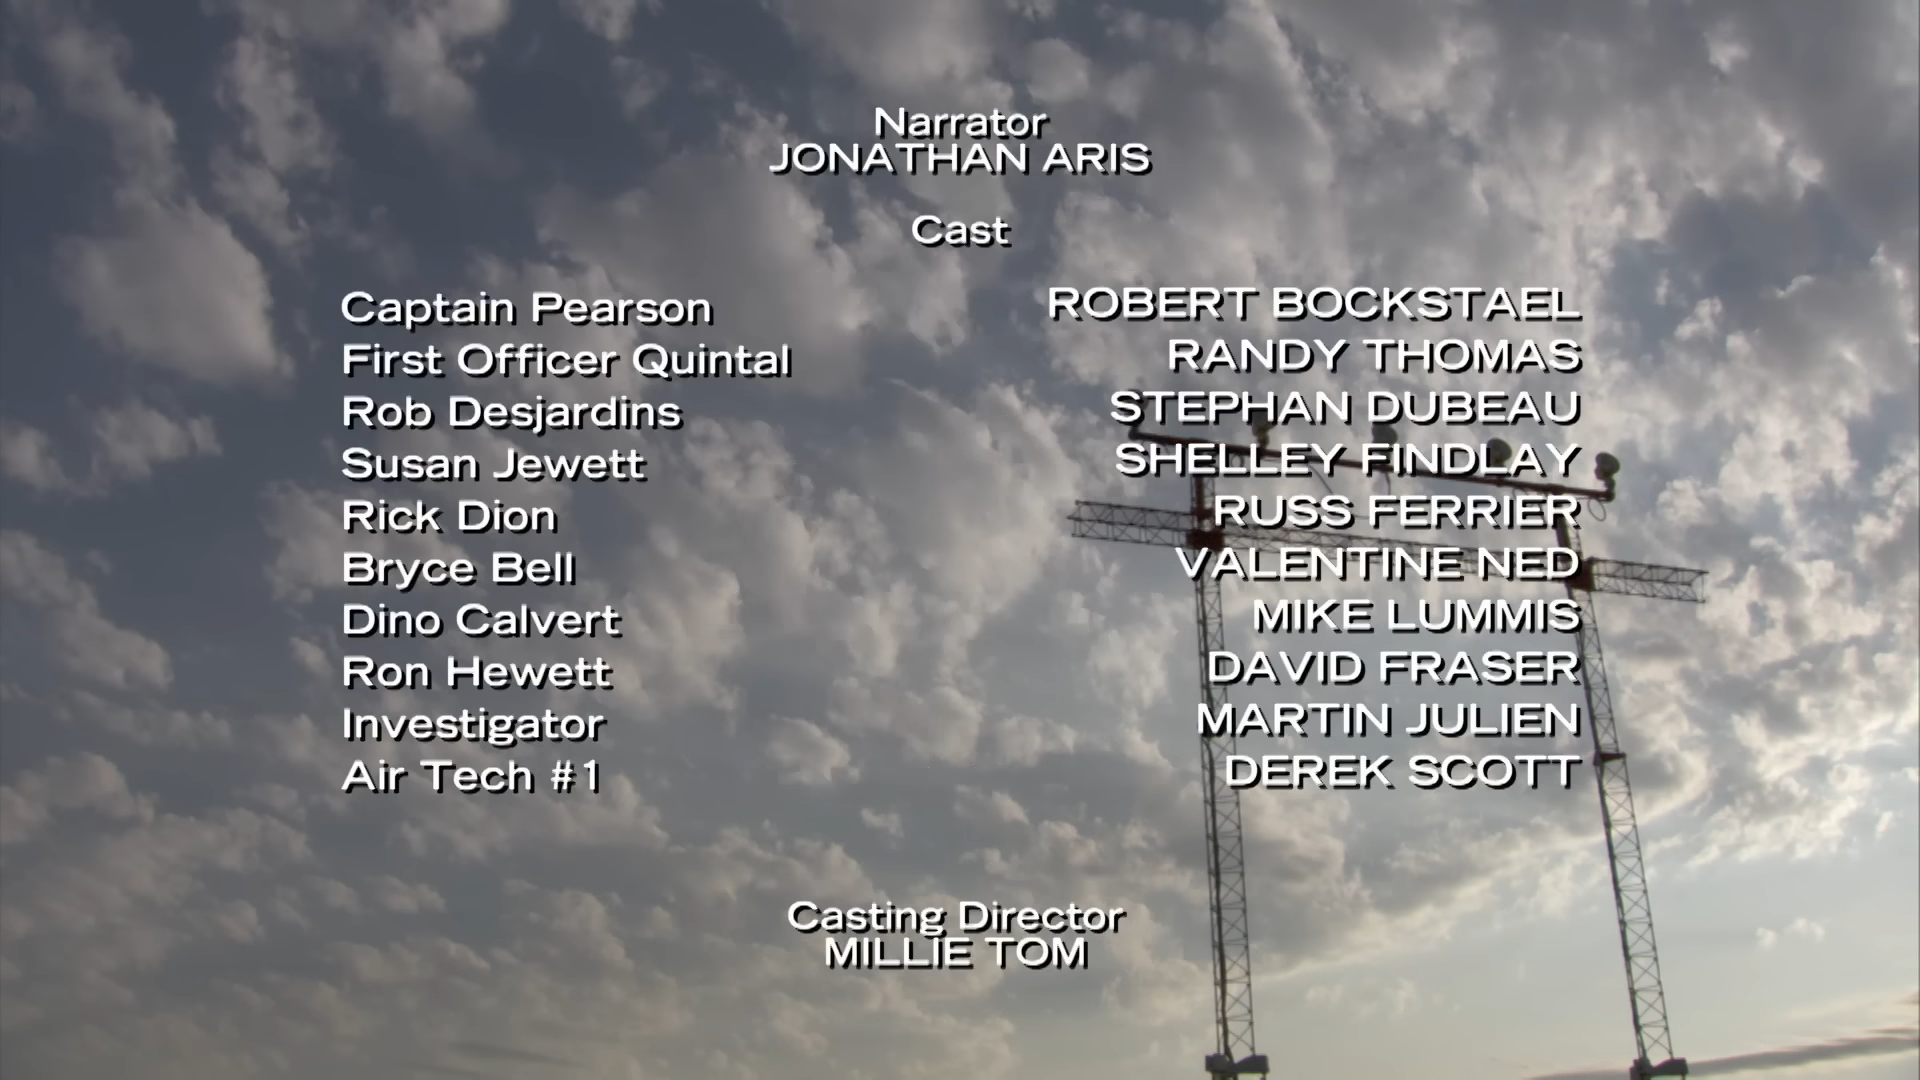 Narrator
JONATHAN ARIS
Cast
Captain Pearson ROBERT BOCKSTAEL
First Officer Quintal RANDY THOMAS
Rob Desjardins STEPHAN DUBEAU
Susan Jewett SHELLEY FINDLAY
Rick Dion RUSS FERRIER
Bryce Bell VALENTINE NED
Dino Calvert MIKE LUMMIS
Ron Hewett DAVID FRASER
Investigator MARTIN JULIEN
Air Tech #1 DEREK SCOTT
Casting Director
MILLIE TOM